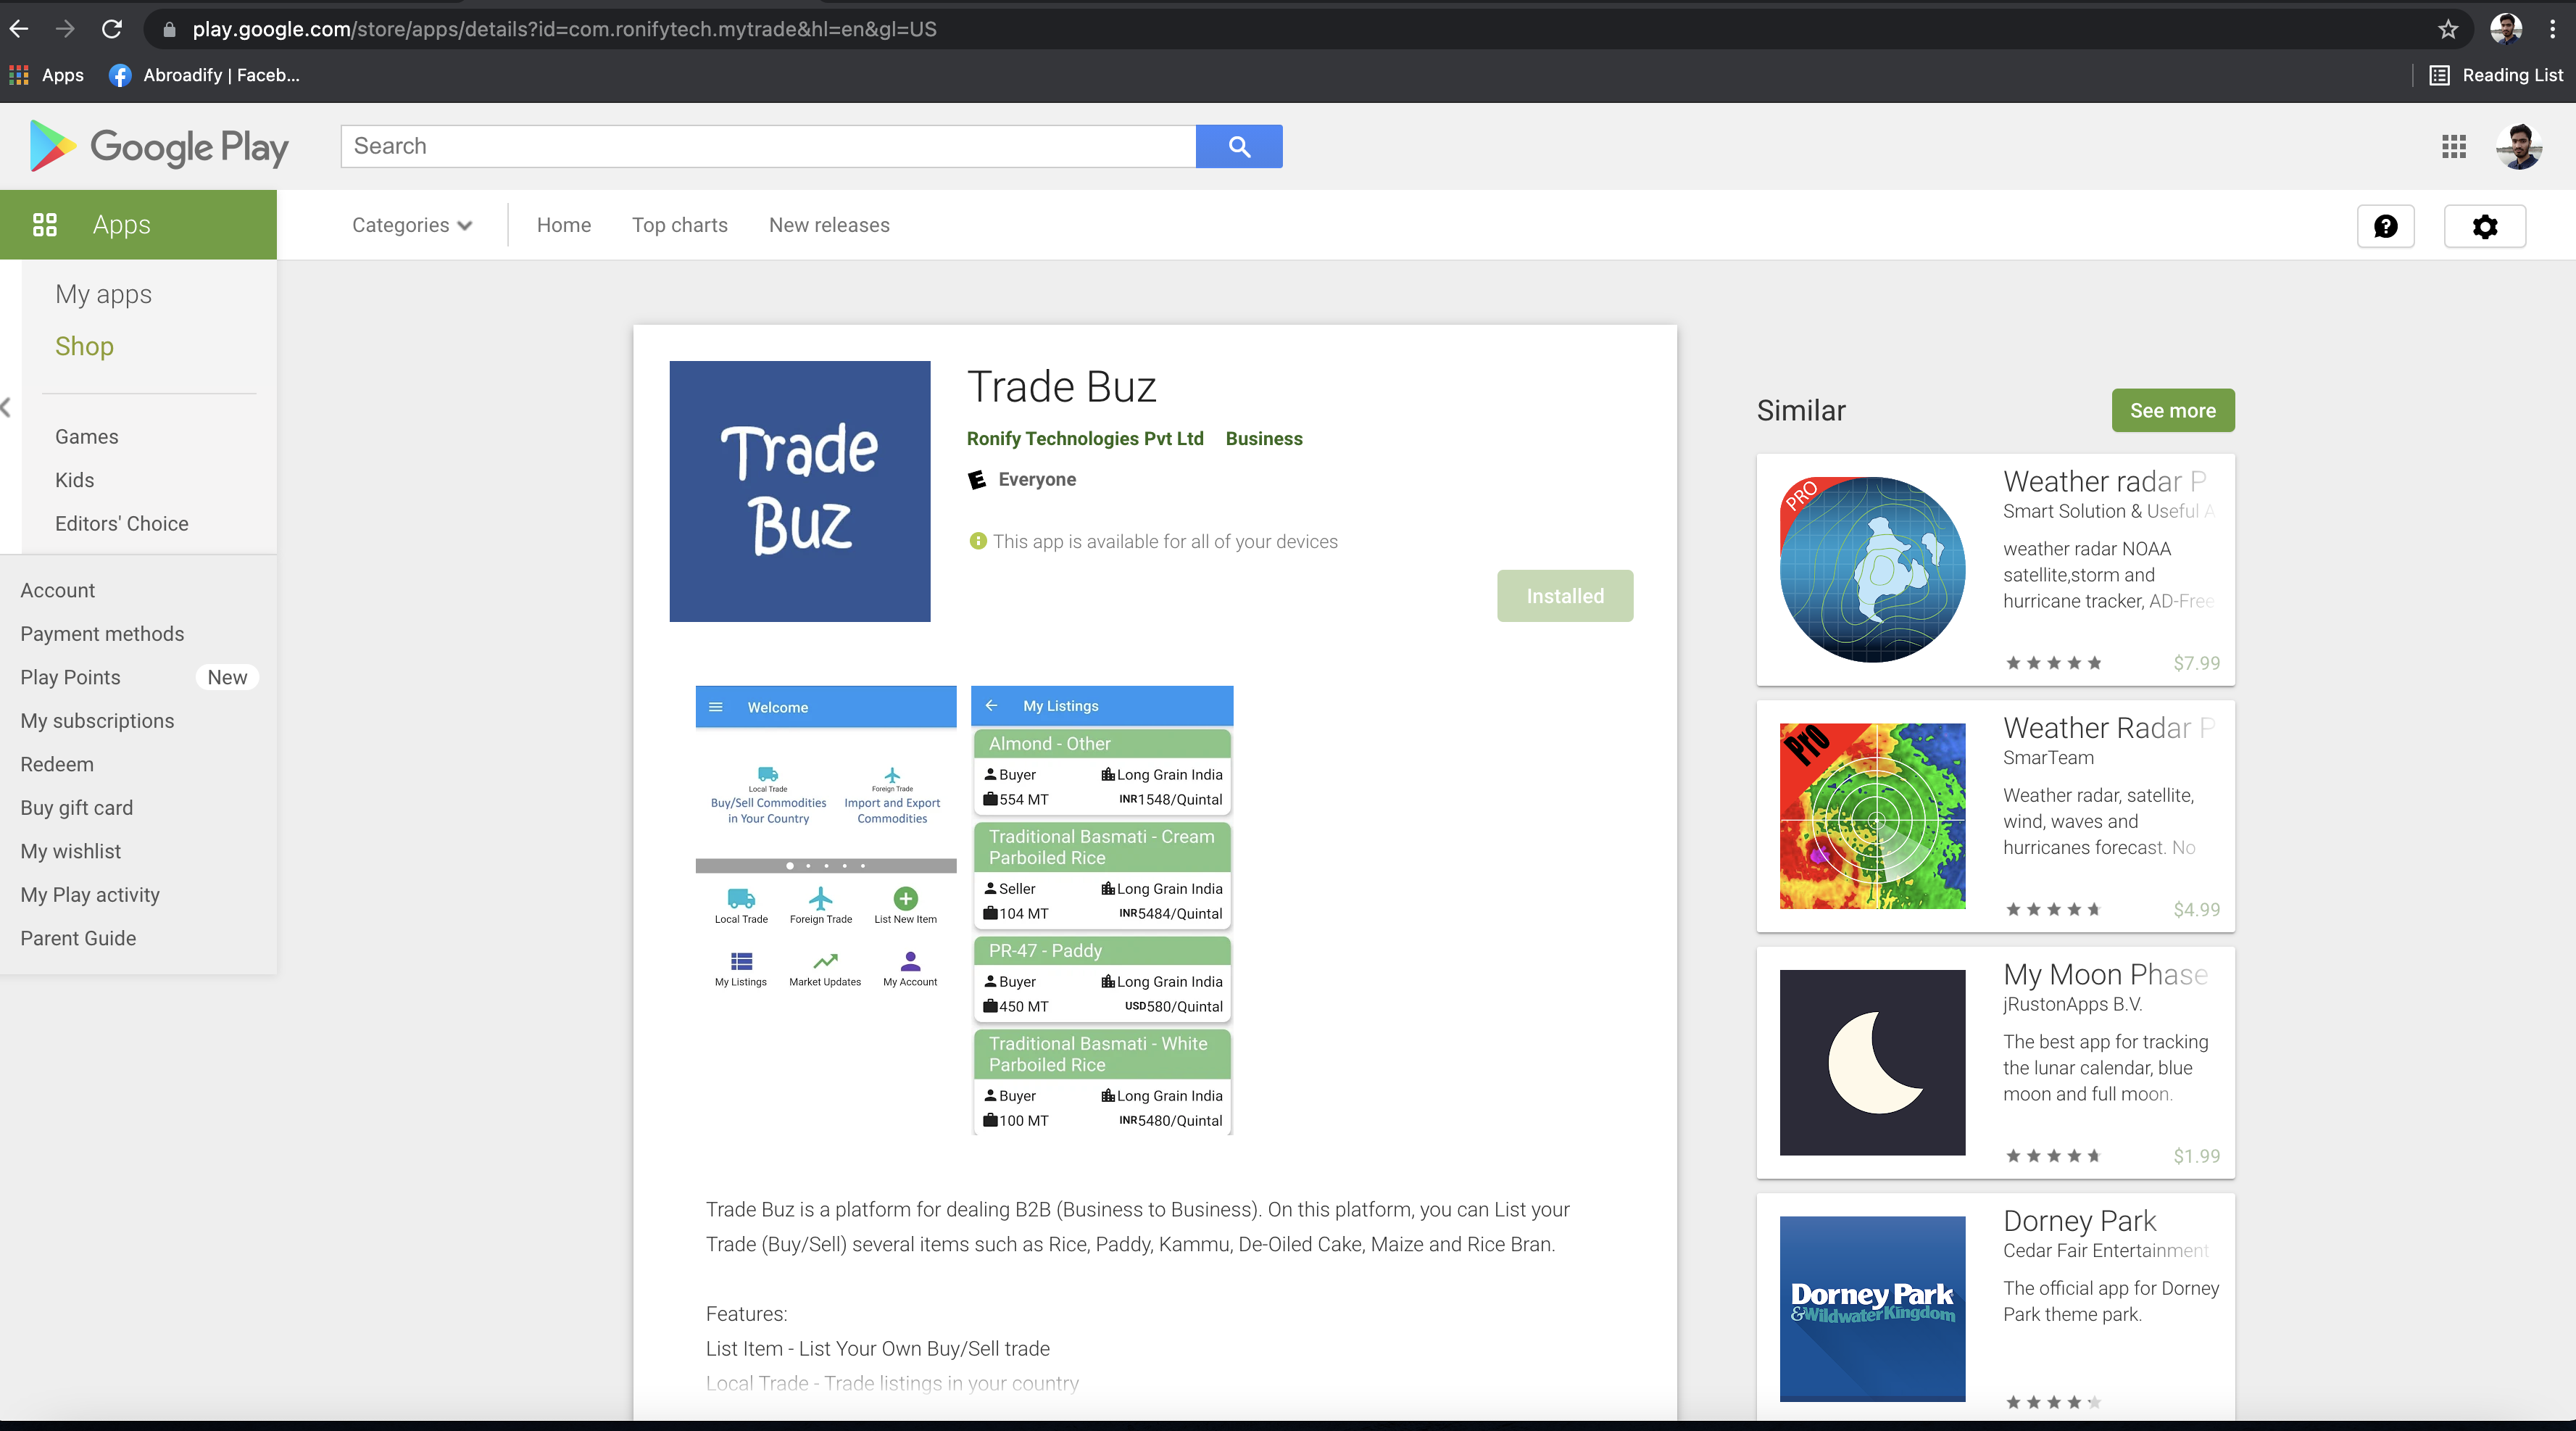 play.google.com/store/apps/details?id=com.ronifytech.mytrade&hl=en&gl=US
Apps
Abroadify | Faceb...
Reading List
Google Play
Search
Apps
Categories
Home
Top charts
New releases
My apps
Shop
Games
Kids
Editors' Choice
Account
Payment methods
Play Points
New
My subscriptions
Redeem
Buy gift card
My wishlist
My Play activity
Parent Guide
Trade
Buz
Trade Buz
Ronify Technologies Pvt Ltd Business
E Everyone
This app is available for all of your devices
Installed
Welcome
Local Trade
Buy/Sell Commodities
in Your Country
Foreign Trade
Import and Export
Commodities
Local Trade
Foreign Trade
List New Item
My Listings
Market Updates
My Account
My Listings
Almond - Other
Buyer
Long Grain India
554 MT
INR1548/Quintal
Traditional Basmati - Cream
Parboiled Rice
Seller
Long Grain India
104 MT
INR5484/Quintal
PR-47 - Paddy
Buyer
Long Grain India
450 MT
USD580/Quintal
Traditional Basmati - White
Parboiled Rice
Buyer
Long Grain India
100 MT
INR5480/Quintal
Trade Buz is a platform for dealing B2B (Business to Business). On this platform, you can List your
Trade (Buy/Sell) several items such as Rice, Paddy, Kammu, De-Oiled Cake, Maize and Rice Bran.
Features:
List Item - List Your Own Buy/Sell trade
Local Trade - Trade listings in your country
Similar
See more
PRO
Weather radar P
Smart Solution & Useful A
weather radar NOAA
satellite,storm and
hurricane tracker, AD-Free
$7.99
Pro
Weather Radar P
SmarTeam
Weather radar, satellite,
wind, waves and
hurricanes forecast. No
$4.99
My Moon Phase
jRustonApps B.V.
The best app for tracking
the lunar calendar, blue
moon and full moon.
$1.99
Dorney Park
&Wildwater Kingdom
Dorney Park
Cedar Fair Entertainment
The official app for Dorney
Park theme park.